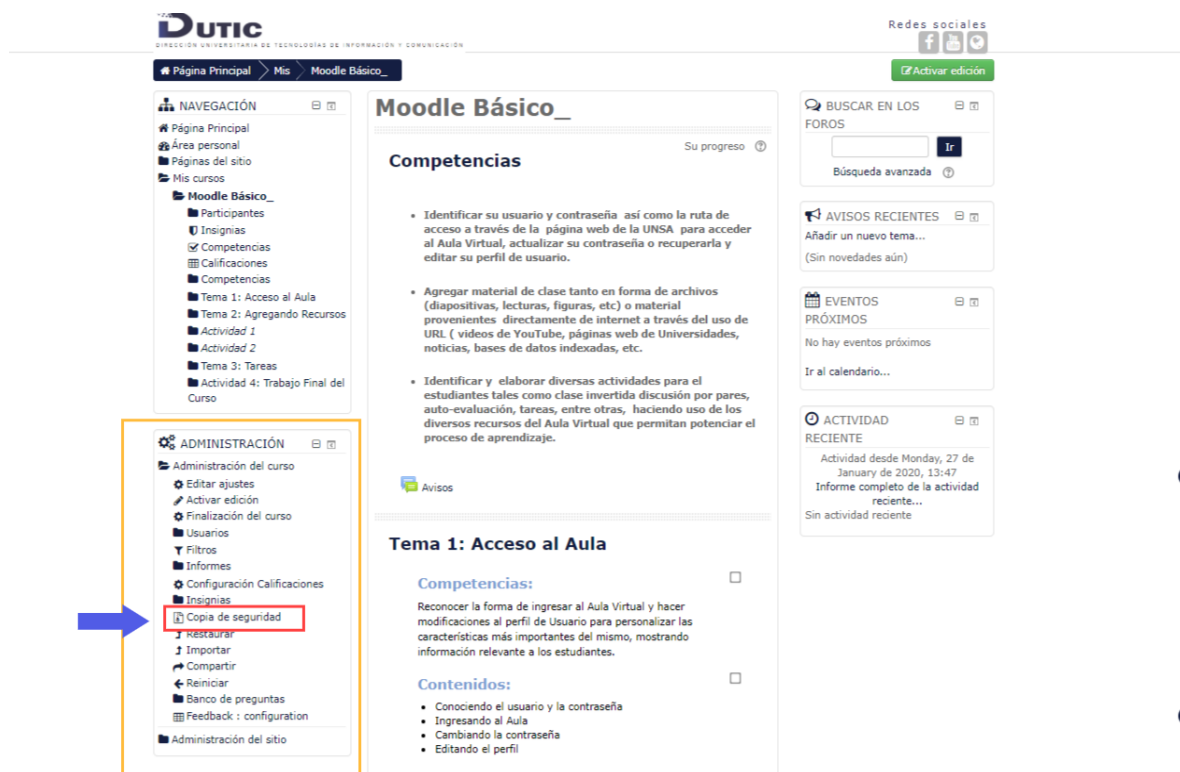 DUTIC
DIRECCIÓN UNIVERSITARIA DE TECNOLOGÍAS DE INFORMACIÓN Y COMUNICACIÓN
Redes sociales
Página Principal
Mis
Moodle Básico_
Activar edición
NAVEGACIÓN
Página Principal
Área personal
Páginas del sitio
Mis cursos
Moodle Básico_
Participantes
Insignias
Competencias
Calificaciones
Competencias
Tema 1: Acceso al Aula
Tema 2: Agregando Recursos
Actividad 1
Actividad 2
Tema 3: Tareas
Actividad 4: Trabajo Final del
Curso
ADMINISTRACIÓN
Administración del curso
Editar ajustes
Activar edición
Finalización del curso
Usuarios
Filtros
Informes
Configuración Calificaciones
Insignias
Copia de seguridad
Restaurar
Importar
Compartir
Reiniciar
Banco de preguntas
Feedback : configuration
Administración del sitio
Moodle Básico_
Su progreso
Competencias
• Identificar su usuario y contraseña así como la ruta de
acceso a través de la página web de la UNSA para acceder
al Aula Virtual, actualizar su contraseña o recuperarla y
editar su perfil de usuario.
• Agregar material de clase tanto en forma de archivos
(diapositivas, lecturas, figuras, etc) o material
provenientes directamente de internet a través del uso de
URL ( videos de YouTube, páginas web de Universidades,
noticias, bases de datos indexadas, etc.
• Identificar y elaborar diversas actividades para el
estudiantes tales como clase invertida discusión por pares,
auto-evaluación, tareas, entre otras, haciendo uso de los
diversos recursos del Aula Virtual que permitan potenciar el
proceso de aprendizaje.
Avisos
Tema 1: Acceso al Aula
Competencias:
Reconocer la forma de ingresar al Aula Virtual y hacer
modificaciones al perfil de Usuario para personalizar las
características más importantes del mismo, mostrando
información relevante a los estudiantes.
Contenidos:
• Conociendo el usuario y la contraseña
• Ingresando al Aula
• Cambiando la contraseña
• Editando el perfil
BUSCAR EN LOS
FOROS
Ir
Búsqueda avanzada
AVISOS RECIENTES
Añadir un nuevo tema...
(Sin novedades aún)
EVENTOS
PRÓXIMOS
No hay eventos próximos
Ir al calendario...
ACTIVIDAD
RECIENTE
Actividad desde Monday, 27 de
January de 2020, 13:47
Informe completo de la actividad
reciente...
Sin actividad reciente